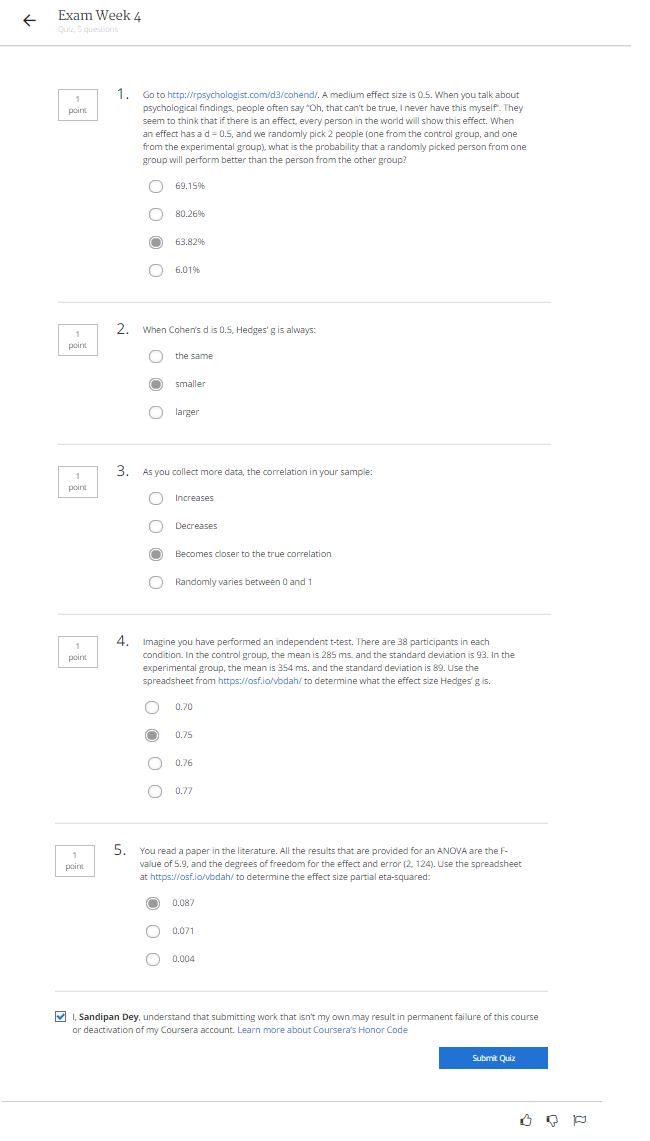 Exam Week 4
Quiz, 5 questions
1
point
1.
Go to http://rpsychologist.com/d3/cohend/. A medium effect size is 0.5. When you talk about
psychological findings, people often say "Oh, that can't be true, I never have this myself". They
seem to think that if there is an effect, every person in the world will show this effect. When
an effect has a d = 0.5, and we randomly pick 2 people (one from the control group, and one
from the experimental group), what is the probability that a randomly picked person from one
group will perform better than the person from the other group?
69.15%
80.26%
63.82%
6.01%
1
point
2.
When Cohen's d is 0.5, Hedges' g is always:
the same
smaller
larger
1
point
3.
As you collect more data, the correlation in your sample:
Increases
Decreases
Becomes closer to the true correlation
Randomly varies between 0 and 1
1
point
4.
Imagine you have performed an independent t-test. There are 38 participants in each
condition. In the control group, the mean is 285 ms. and the standard deviation is 93. In the
experimental group, the mean is 354 ms. and the standard deviation is 89. Use the
spreadsheet from https://osf.io/vbdah/ to determine what the effect size Hedges' g is.
0.70
0.75
0.76
0.77
1
point
5.
You read a paper in the literature. All the results that are provided for an ANOVA are the F-
value of 5.9, and the degrees of freedom for the effect and error (2, 124). Use the spreadsheet
at https://osf.io/vbdah/ to determine the effect size partial eta-squared:
0.087
0.071
0.004
I, Sandipan Dey, understand that submitting work that isn't my own may result in permanent failure of this course
or deactivation of my Coursera account. Learn more about Coursera's Honor Code
Submit Quiz